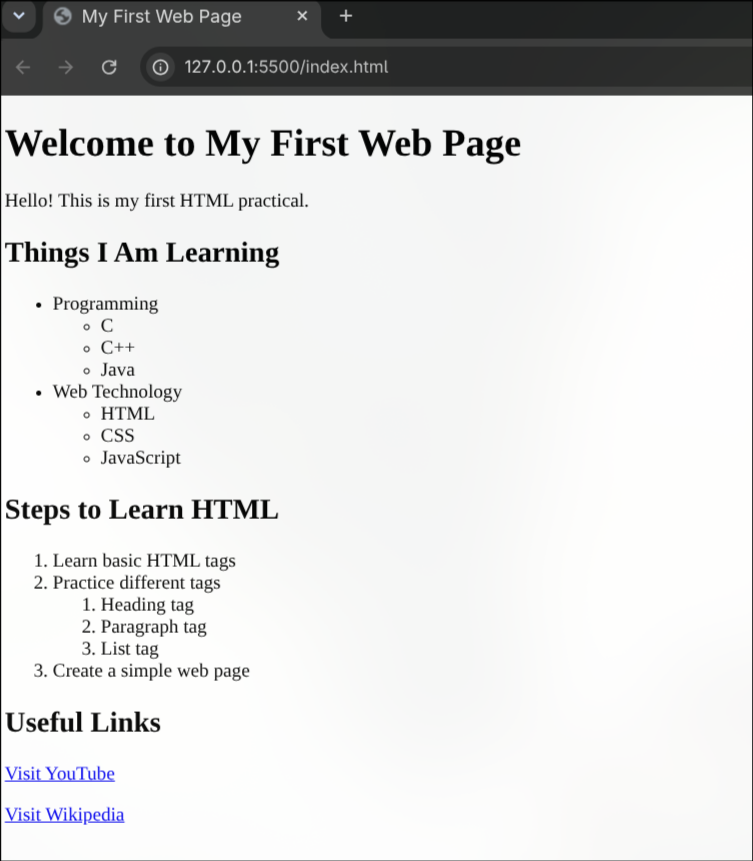 My First Web Page
127.0.0.1:5500/index.html
Welcome to My First Web Page
Hello! This is my first HTML practical.
Things I Am Learning
• Programming
◦ C
◦ C++
◦ Java
• Web Technology
◦ HTML
◦ CSS
◦ JavaScript
Steps to Learn HTML
1. Learn basic HTML tags
2. Practice different tags
1. Heading tag
2. Paragraph tag
3. List tag
3. Create a simple web page
Useful Links
Visit YouTube
Visit Wikipedia